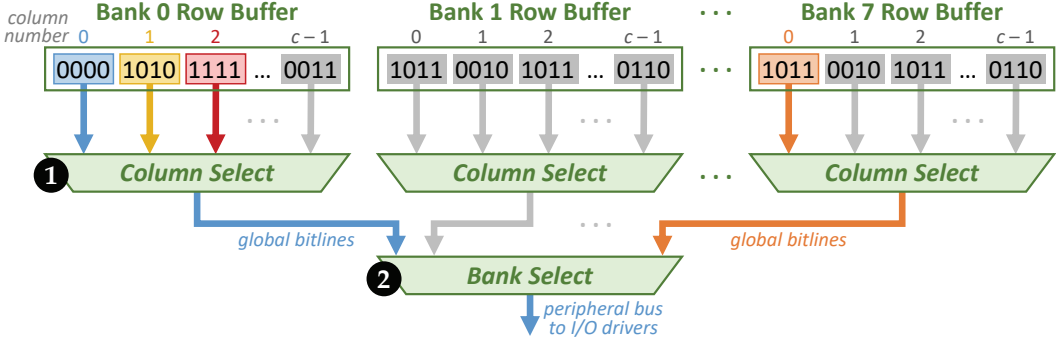 Bank 0 Row Buffer Bank 1 Row Buffer ... Bank 7 Row Buffer
column
number 0 1 2 c – 1 0 1 2 c – 1 0 1 2 c – 1
0000 1010 1111 ... 0011 1011 0010 1011 ... 0110 ... 1011 0010 1011 ... 0110
... ... ...
1 Column Select Column Select ... Column Select
global bitlines ... global bitlines
2 Bank Select
peripheral bus
to I/O drivers